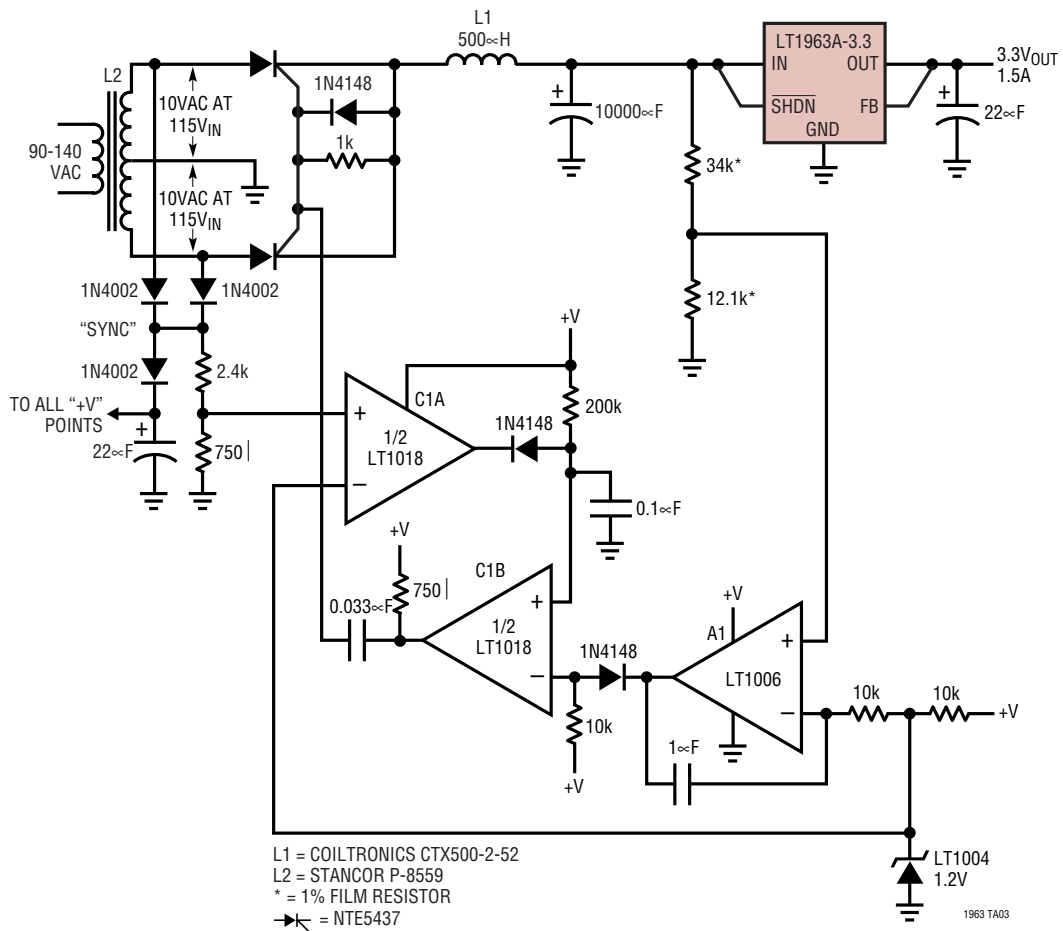 L1
500∝H
LT1963A-3.3
IN
OUT
SHDN
FB
GND
3.3VOUT
1.5A
L2
10VAC AT
115VIN
1N4148
1k
+
10000∝F
+
22∝F
90-140
VAC
10VAC AT
115VIN
34k*
12.1k*
1N4002
1N4002
"SYNC"
1N4002
2.4k
TO ALL "+V"
POINTS
+
22∝F
750|
+V
C1A
+
1/2
LT1018
–
1N4148
200k
0.1∝F
+V
750|
0.033∝F
C1B
+
1/2
LT1018
–
1N4148
10k
+V
+V
A1
+
LT1006
–
10k
10k
+V
1∝F
LT1004
1.2V
L1 = COILTRONICS CTX500-2-52
L2 = STANCOR P-8559
* = 1% FILM RESISTOR
= NTE5437
1963 TA03